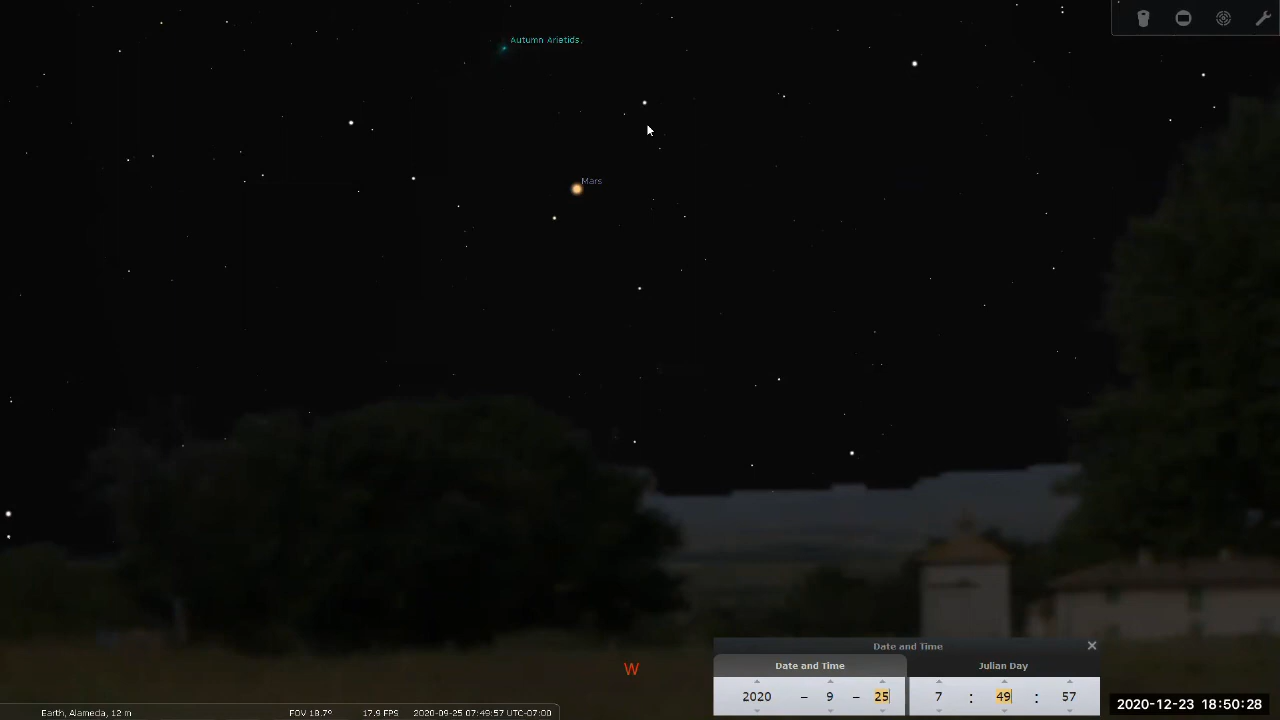 Autumn Arietids
Mars
W
Date and Time
Date and Time
Julian Day
2020 – 9 – 25
7 : 49 : 57
Earth, Alameda, 12 m
FOV 18.7°
17.9 FPS
2020-09-25 07:49:57 UTC-07:00
2020-12-23 18:50:28